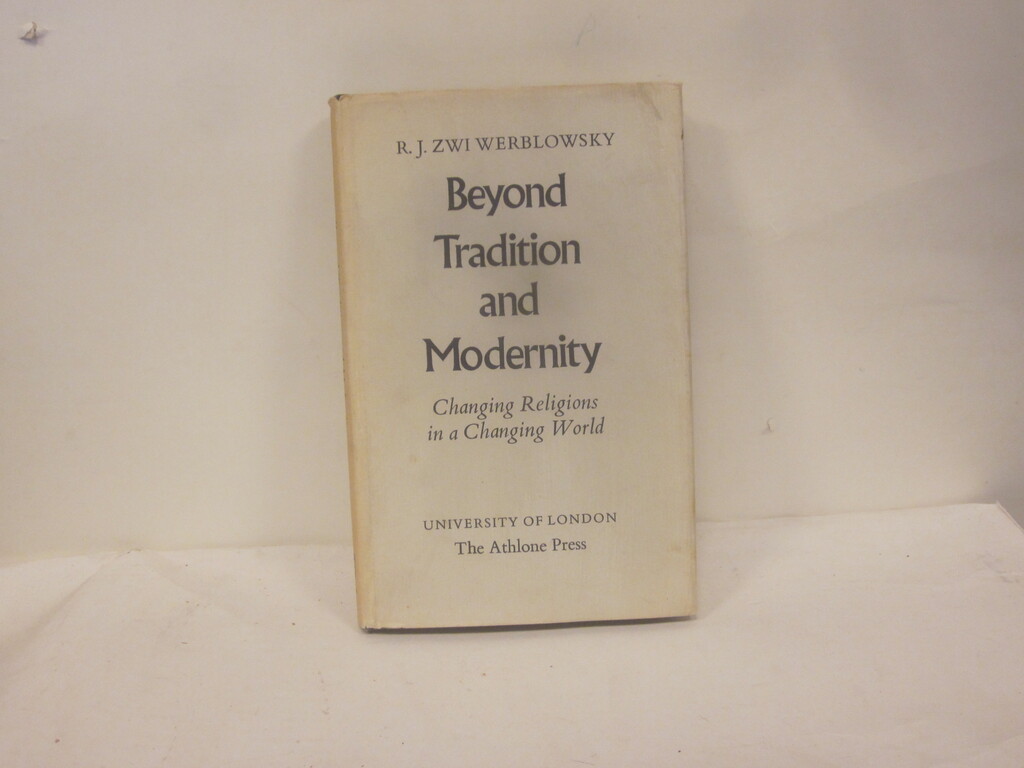 R. J. ZWI WERBLOWSKY
Beyond
Tradition
and
Modernity
Changing Religions
in a Changing World
UNIVERSITY OF LONDON
The Athlone Press